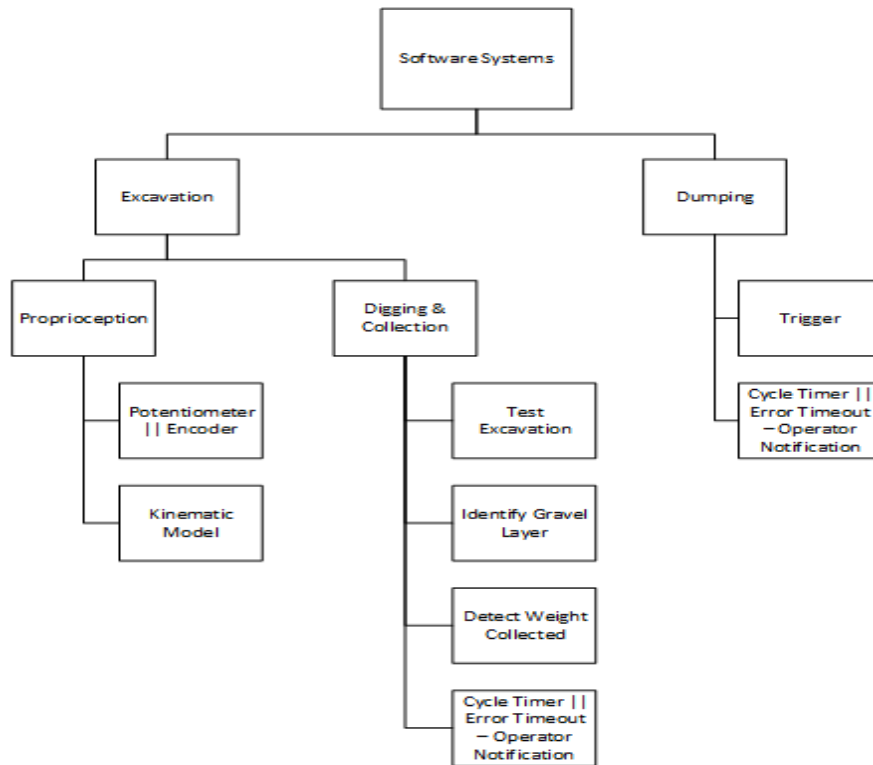 Software Systems
Excavation
Dumping
Proprioception
Digging &
Collection
Trigger
Potentiometer
|| Encoder
Test
Excavation
Cycle Timer ||
Error Timeout
– Operator
Notification
Kinematic
Model
Identify Gravel
Layer
Detect Weight
Collected
Cycle Timer ||
Error Timeout
– Operator
Notification